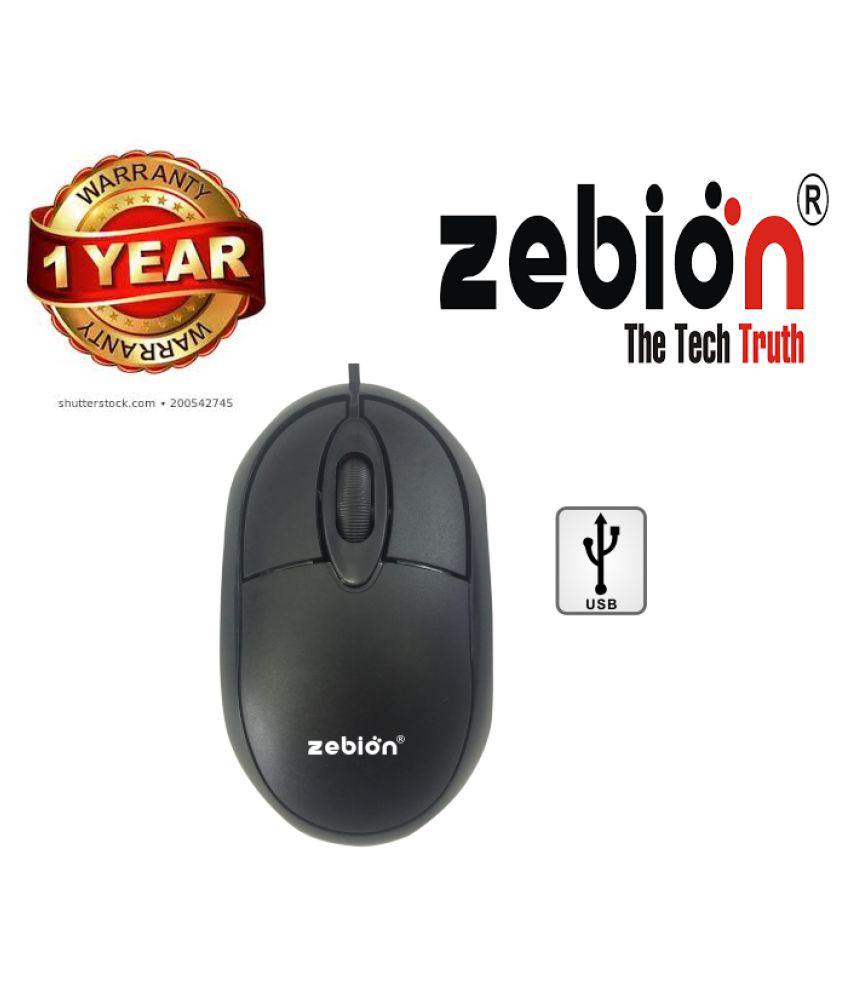 WARRANTY
1 YEAR
WARRANTY
shutterstock.com • 200542745
zebion®
The Tech Truth
USB
zebion®